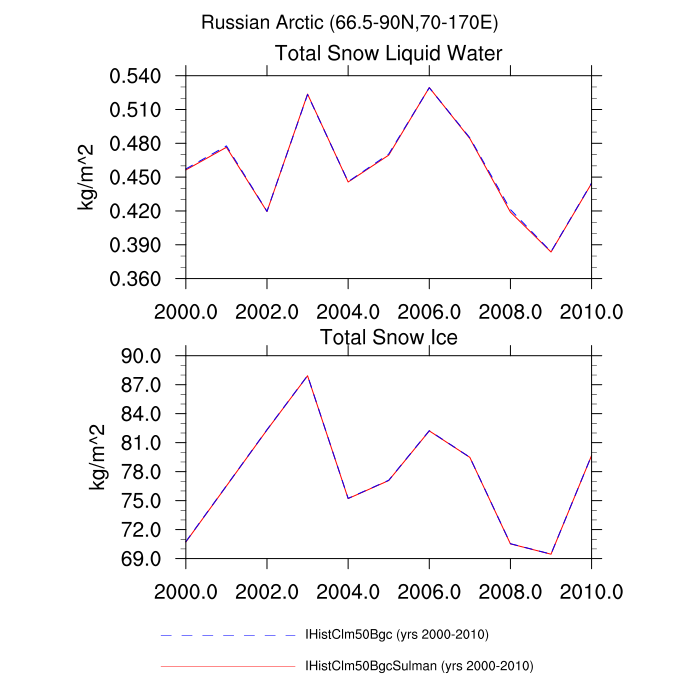 Russian Arctic (66.5-90N,70-170E)
Total Snow Liquid Water
0.540
0.510
0.480
0.450
0.420
0.390
0.360
kg/m^2
2000.0 2002.0 2004.0 2006.0 2008.0 2010.0
Total Snow Ice
90.0
87.0
84.0
81.0
78.0
75.0
72.0
69.0
kg/m^2
2000.0 2002.0 2004.0 2006.0 2008.0 2010.0
IHistClm50Bgc (yrs 2000-2010)
IHistClm50BgcSulman (yrs 2000-2010)